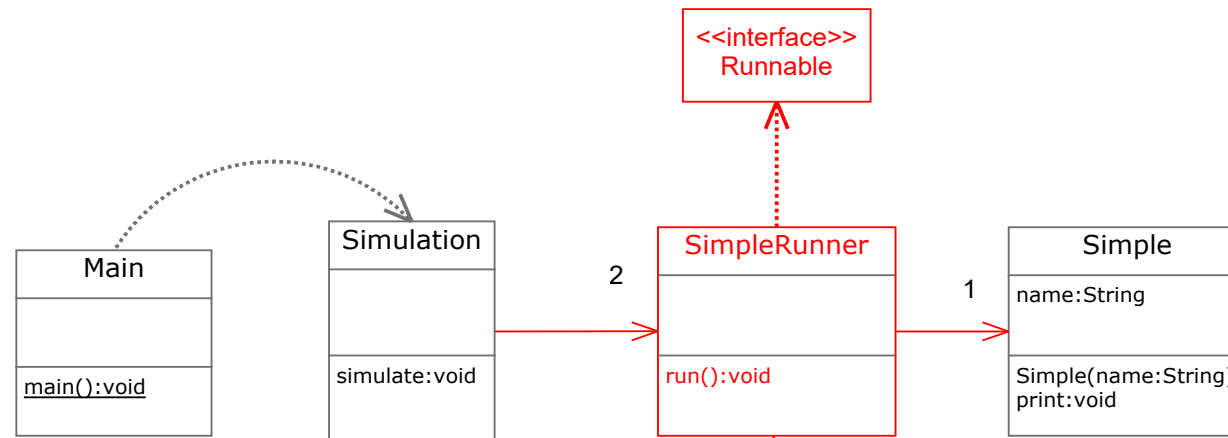 <<interface>>
Runnable
Main
main():void
Simulation
simulate:void
2
SimpleRunner
run():void
1
Simple
name:String
Simple(name:String)
print:void